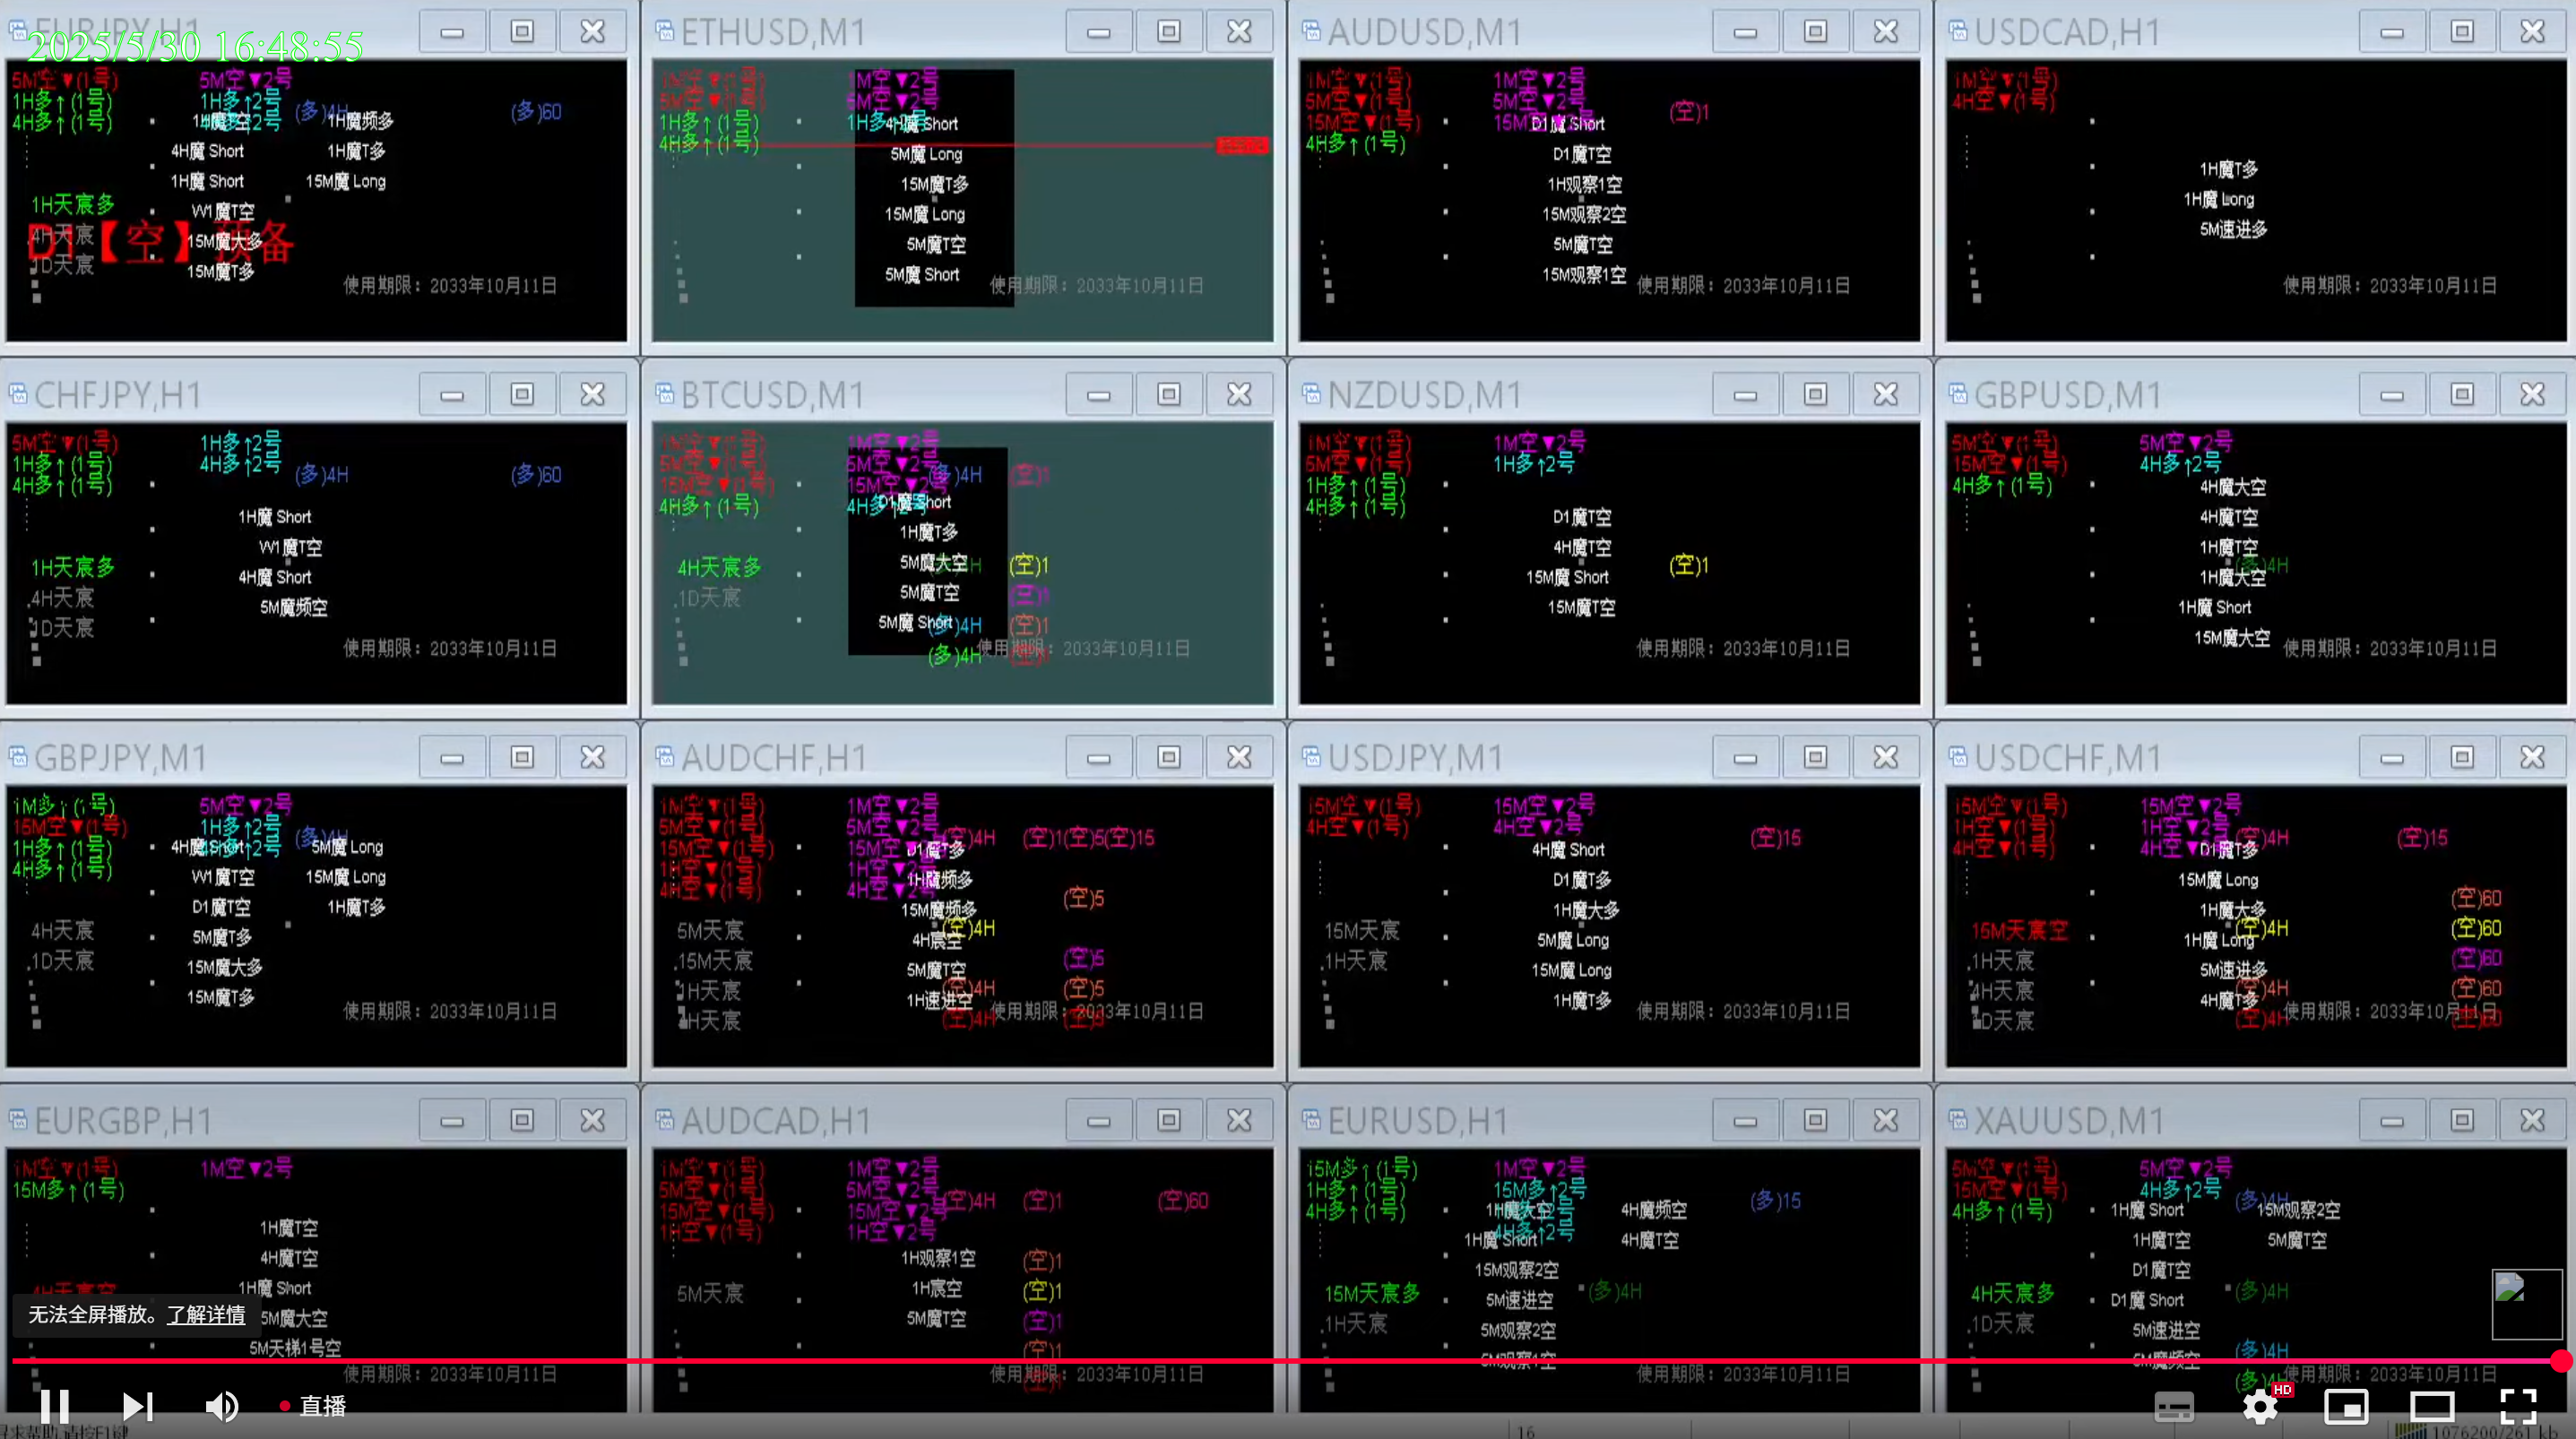 EURJPY,H1
2025/5/30 16:48:55
5M空▼(1号)
5M空▼2号
1H多↑(1号)
1H多↑2号
(多)4H
(多)60
4H多↑(1号)
4H多↑2号
1H魔频多
4H魔 Short
1H魔T多
1H魔 Short
15M魔 Long
1H天宸多
W1魔T空
4H天宸
D1【空】预备
15M魔大多
1D天宸
15M魔T多
使用期限：2033年10月11日
ETHUSD,M1
1M空▼(1号)
1M空▼2号
5M空▼(1号)
5M空▼2号
1H多↑(1号)
1H多↑2号
4H魔 Short
4H多↑(1号)
5M魔 Long
15M魔T多
15M魔 Long
5M魔T空
5M魔 Short
使用期限：2033年10月11日
AUDUSD,M1
1M空▼(1号)
1M空▼2号
5M空▼(1号)
5M空▼2号
(空)1
15M空▼(1号)
15M空▼2号
D1魔 Short
4H多↑(1号)
D1魔T空
1H观察1空
15M观察2空
5M魔T空
15M观察1空
使用期限：2033年10月11日
USDCAD,H1
1M空▼(1号)
4H空▼(1号)
1H魔T多
1H魔 Long
5M速进多
使用期限：2033年10月11日
CHFJPY,H1
5M空▼(1号)
1H多↑2号
1H多↑(1号)
4H多↑2号
(多)4H
(多)60
4H多↑(1号)
1H魔 Short
W1魔T空
1H天宸多
4H魔 Short
4H天宸
5M魔频空
1D天宸
使用期限：2033年10月11日
BTCUSD,M1
1M空▼(1号)
1M空▼2号
5M空▼(1号)
5M空▼2号
(多)4H
(空)1
15M空▼(1号)
15M空▼2号
4H多↑(1号)
4H多↑2号
D1魔 Short
1H魔T多
4H天宸多
5M魔大空
(空)1
1D天宸
5M魔T空
(空)1
5M魔 Short
(多)4H
(空)1
(多)4H
使用期限：2033年10月11日
NZDUSD,M1
1M空▼(1号)
1M空▼2号
5M空▼(1号)
1H多↑2号
1H多↑(1号)
4H多↑(1号)
D1魔T空
4H魔T空
(空)1
15M魔 Short
15M魔T空
使用期限：2033年10月11日
GBPUSD,M1
5M空▼(1号)
5M空▼2号
15M空▼(1号)
4H多↑2号
4H多↑(1号)
4H魔大空
4H魔T空
1H魔T空
(多)4H
1H魔大空
1H魔 Short
15M魔大空
使用期限：2033年10月11日
GBPJPY,M1
1M多↑(1号)
5M空▼2号
15M空▼(1号)
1H多↑2号
(多)4H
1H多↑(1号)
4H多↑2号
4H魔 Short
5M魔 Long
4H多↑(1号)
W1魔T空
15M魔 Long
D1魔T空
1H魔T多
4H天宸
5M魔T多
1D天宸
15M魔大多
15M魔T多
使用期限：2033年10月11日
AUDCHF,H1
1M空▼(1号)
1M空▼2号
5M空▼(1号)
5M空▼2号
(空)4H
(空)1(空)5(空)15
15M空▼(1号)
15M空▼2号
D1魔T多
1H空▼(1号)
1H空▼2号
1H魔频多
4H空▼(1号)
4H空▼2号
(空)5
15M魔频多
5M天宸
(空)4H
4H宸空
15M天宸
(空)5
5M魔T空
1H天宸
(空)4H
(空)5
1H速进空
4H天宸
(空)4H
使用期限：2033年10月11日
USDJPY,M1
15M空▼(1号)
15M空▼2号
4H空▼(1号)
4H空▼2号
(空)15
4H魔 Short
D1魔T多
1H魔大多
15M天宸
5M魔 Long
1H天宸
15M魔 Long
1H魔T多
使用期限：2033年10月11日
USDCHF,M1
15M空▼(1号)
15M空▼2号
1H空▼(1号)
1H空▼2号
(空)4H
(空)15
4H空▼(1号)
4H空▼2号
D1魔T多
15M魔 Long
(空)60
1H魔大多
15M天宸空
(空)4H
(空)60
1H魔 Long
1H天宸
(空)60
5M速进多
4H天宸
(空)4H
(空)60
4H魔T多
1D天宸
(空)4H
(空)60
使用期限：2033年10月11日
EURGBP,H1
1M空▼(1号)
1M空▼2号
15M多↑(1号)
1H魔T空
4H魔T空
4H天宸空
1H魔 Short
5M魔大空
5M天梯1号空
使用期限：2033年10月11日
AUDCAD,H1
1M空▼(1号)
1M空▼2号
5M空▼(1号)
5M空▼2号
(空)4H
(空)1
(空)60
15M空▼(1号)
15M空▼2号
1H空▼(1号)
1H空▼2号
1H观察1空
(空)1
5M天宸
1H宸空
(空)1
5M魔T空
(空)1
(空)1
使用期限：2033年10月11日
EURUSD,H1
15M多↑(1号)
1M空▼2号
1H多↑(1号)
15M多↑2号
(多)15
4H多↑(1号)
1H魔大空
4H魔频空
4H多↑2号
1H魔 Short
4H魔T空
15M观察2空
15M天宸多
5M速进空
(多)4H
1H天宸
5M观察2空
5M观察1空
使用期限：2033年10月11日
XAUUSD,M1
5M空▼(1号)
5M空▼2号
15M空▼(1号)
4H多↑2号
(多)4H
4H多↑(1号)
1H魔 Short
15M观察2空
1H魔T空
5M魔T空
D1魔T空
4H天宸多
D1魔 Short
(多)4H
1D天宸
5M速进空
(多)4H
5M魔频空
(多)4H
使用期限：2033年10月11日
无法全屏播放。了解详情
直播
HD
16
1076200/261 kb